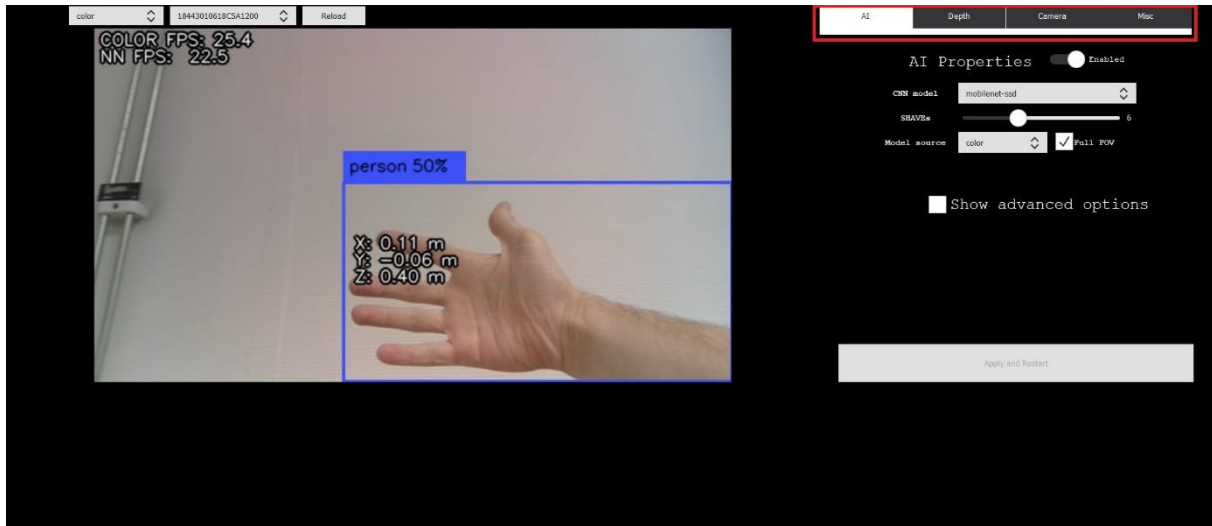 color
18443010618C5A1200
Reload
AI
Depth
Camera
Misc
COLOR FPS: 25.4
NN FPS: 22.5
person 50%
X: 0.11 m
Y: -0.06 m
Z: 0.40 m
AI Properties
Enabled
CNN model
mobilenet-ssd
SHAVEs
6
Model source
color
Full FOV
Show advanced options
Apply and Restart